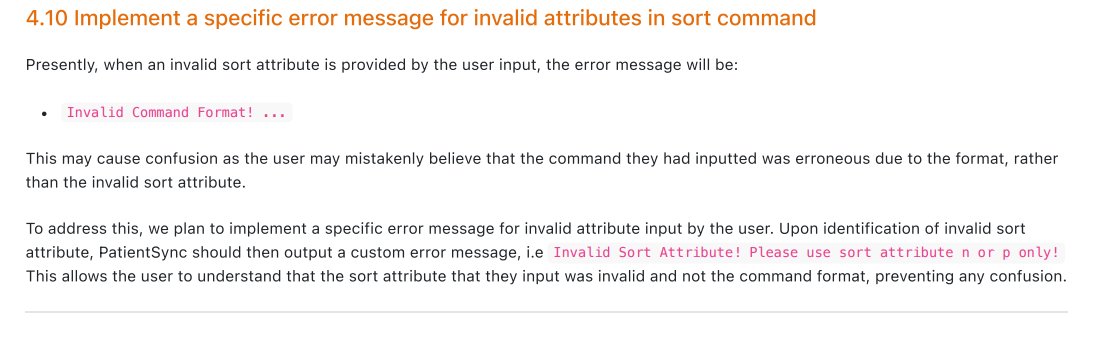 4.10 Implement a specific error message for invalid attributes in sort command
Presently, when an invalid sort attribute is provided by the user input, the error message will be:
• Invalid Command Format! ...
This may cause confusion as the user may mistakenly believe that the command they had inputted was erroneous due to the format, rather
than the invalid sort attribute.
To address this, we plan to implement a specific error message for invalid attribute input by the user. Upon identification of invalid sort
attribute, PatientSync should then output a custom error message, i.e Invalid Sort Attribute! Please use sort attribute n or p only!
This allows the user to understand that the sort attribute that they input was invalid and not the command format, preventing any confusion.